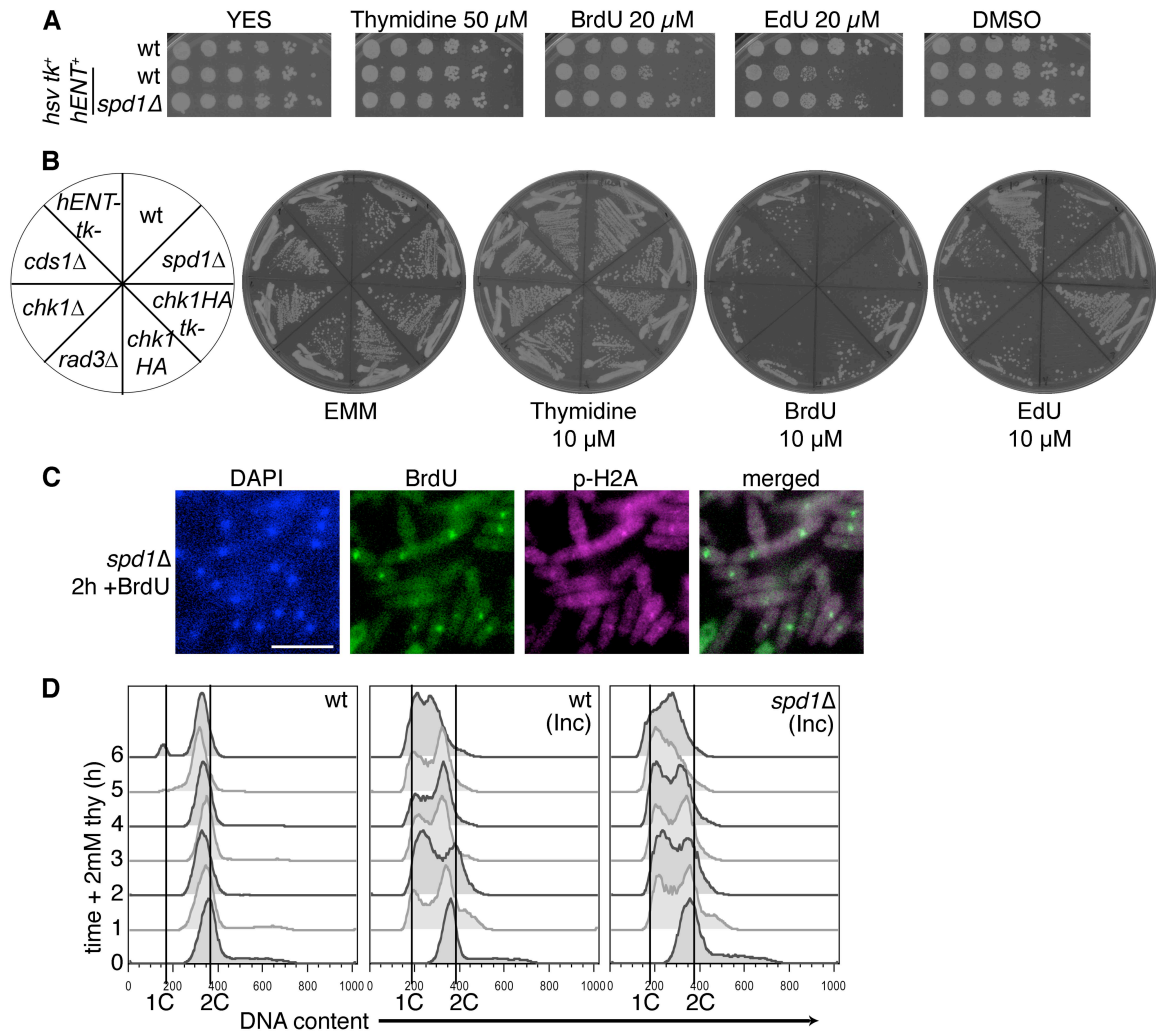 A
YES
Thymidine 50 µM
BrdU 20 µM
EdU 20 µM
DMSO
wt
hsv tk+
hENT+
wt
spd1Δ
B
hENT-
tk-
wt
cds1Δ
spd1Δ
chk1Δ
chk1HA
tk-
rad3Δ
chk1
HA
EMM
Thymidine
10 µM
BrdU
10 µM
EdU
10 µM
C
DAPI
BrdU
p-H2A
merged
spd1Δ
2h +BrdU
D
wt
wt
(Inc)
spd1Δ
(Inc)
time + 2mM thy (h)
6
5
4
3
2
1
0
0 200 400 600 800 1000
0 200 400 600 800 1000
0 200 400 600 800 1000
1C 2C
1C 2C
1C 2C
DNA content